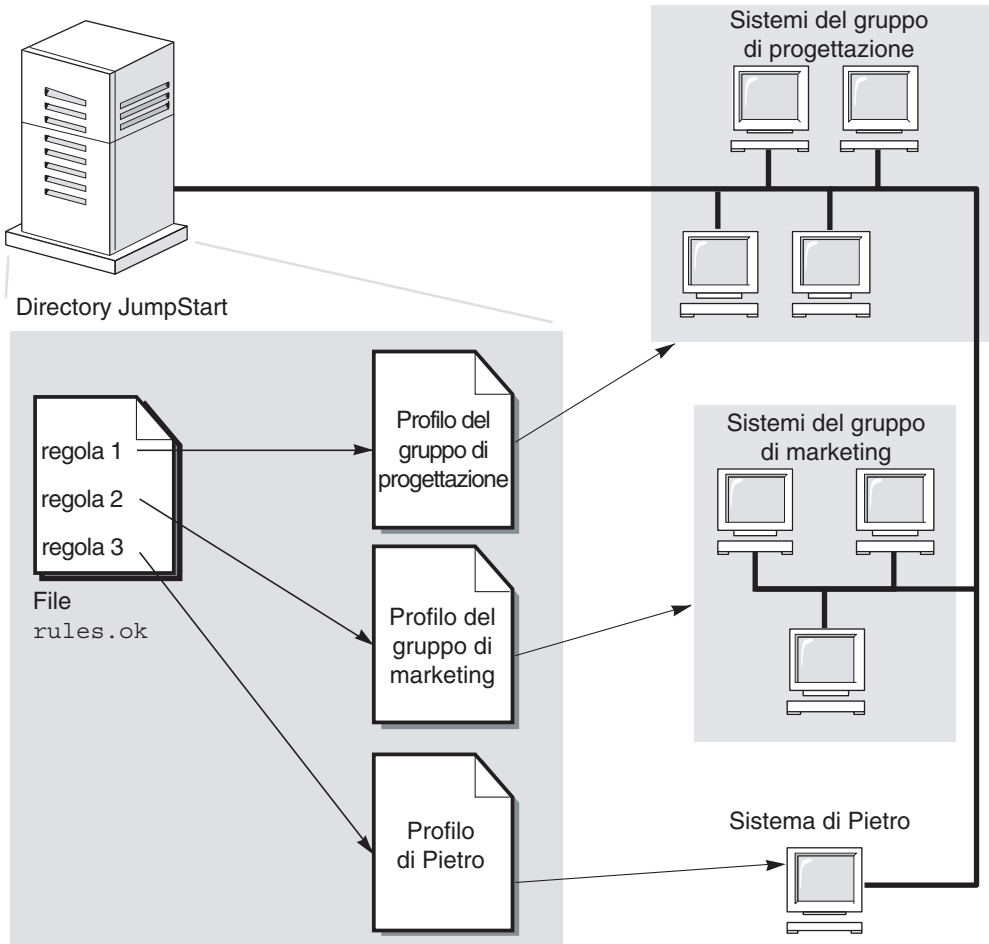 Sistemi del gruppo
di progettazione
Directory JumpStart
regola 1
regola 2
regola 3
File
rules.ok
Profilo del
gruppo di
progettazione
Profilo del
gruppo di
marketing
Profilo
di Pietro
Sistemi del gruppo
di marketing
Sistema di Pietro